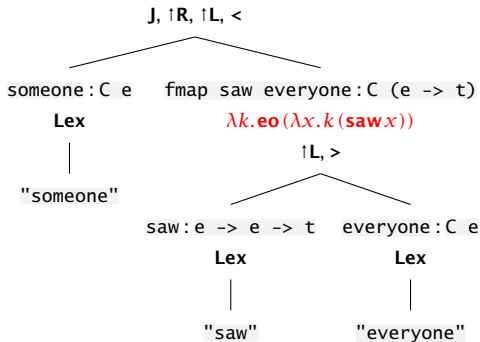 J, ↑R, ↑L, <
someone : C e fmap saw everyone : C (e -> t)
Lex λk.eo(λx.k(saw x))
↑L, >
"someone"
saw : e -> e -> t everyone : C e
Lex Lex
"saw" "everyone"